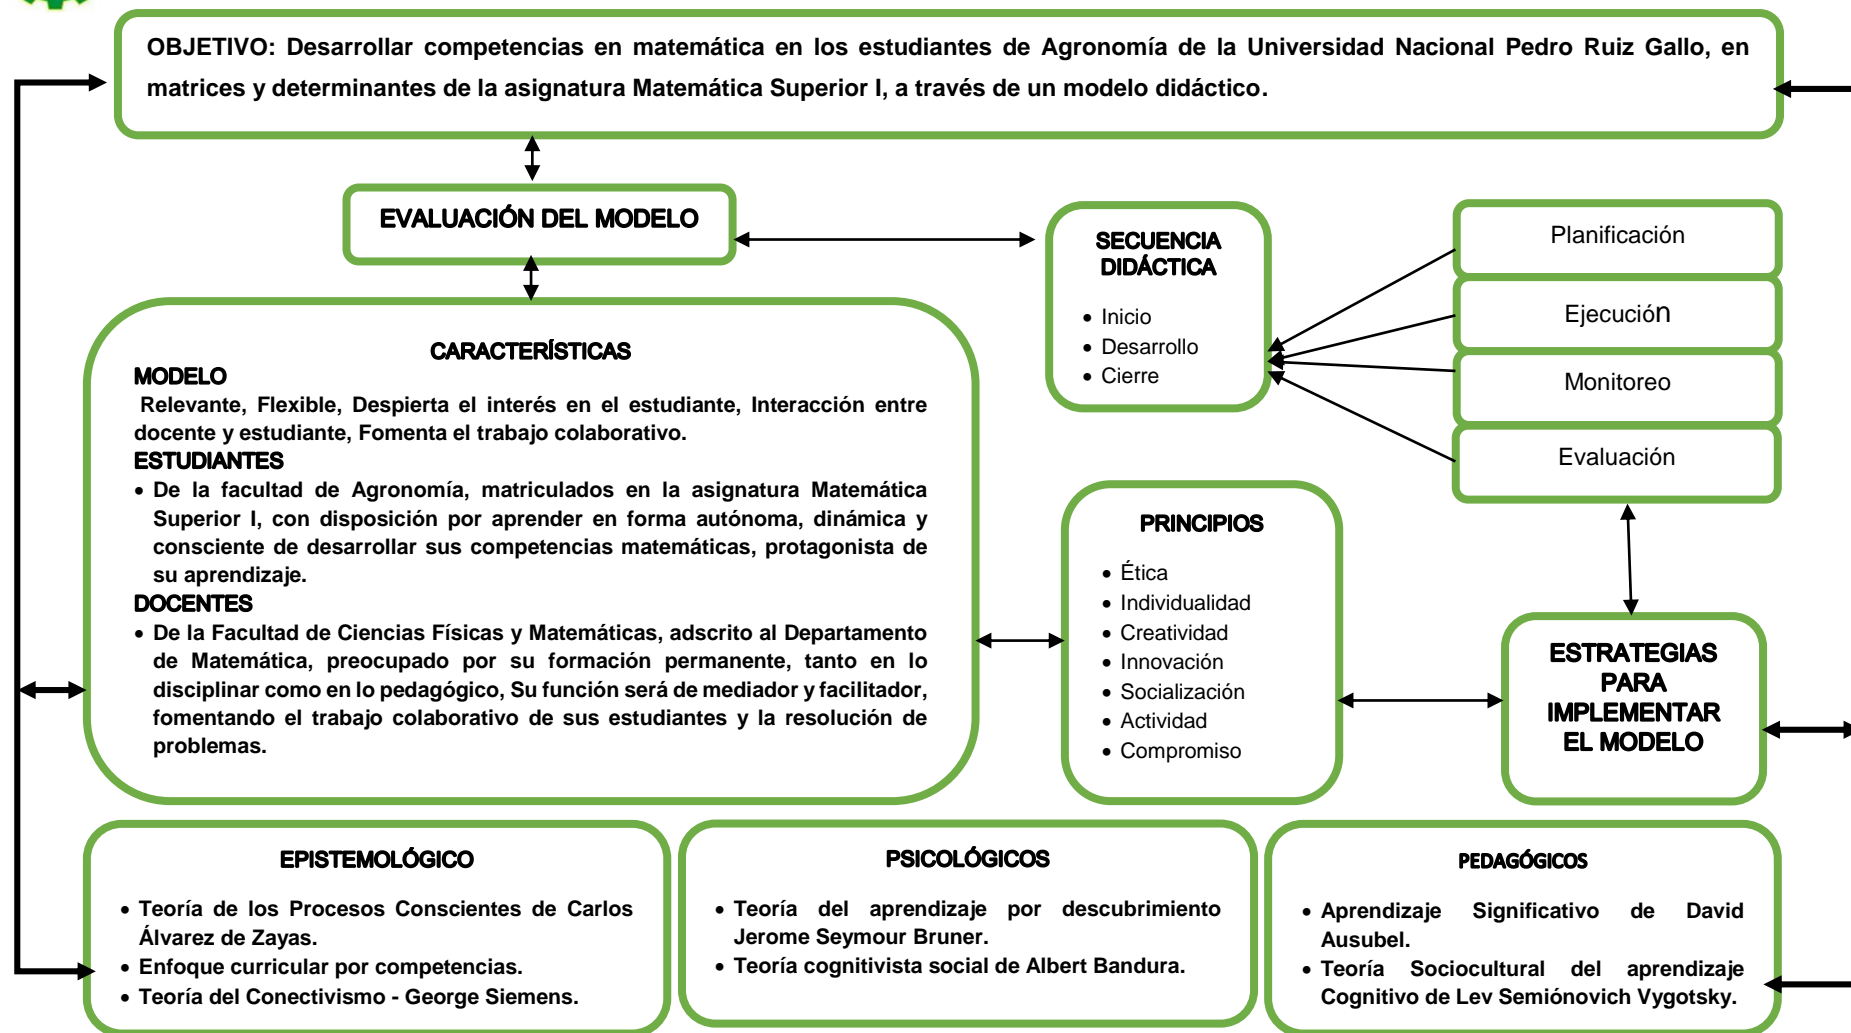 OBJETIVO: Desarrollar competencias en matemática en los estudiantes de Agronomía de la Universidad Nacional Pedro Ruiz Gallo, en
matrices y determinantes de la asignatura Matemática Superior I, a través de un modelo didáctico.
EVALUACIÓN DEL MODELO
SECUENCIA
DIDÁCTICA
• Inicio
• Desarrollo
• Cierre
Planificación
Ejecución
Monitoreo
Evaluación
CARACTERÍSTICAS
MODELO
Relevante, Flexible, Despierta el interés en el estudiante, Interacción entre
docente y estudiante, Fomenta el trabajo colaborativo.
ESTUDIANTES
• De la facultad de Agronomía, matriculados en la asignatura Matemática
Superior I, con disposición por aprender en forma autónoma, dinámica y
consciente de desarrollar sus competencias matemáticas, protagonista de
su aprendizaje.
DOCENTES
• De la Facultad de Ciencias Físicas y Matemáticas, adscrito al Departamento
de Matemática, preocupado por su formación permanente, tanto en lo
disciplinar como en lo pedagógico, Su función será de mediador y facilitador,
fomentando el trabajo colaborativo de sus estudiantes y la resolución de
problemas.
PRINCIPIOS
• Ética
• Individualidad
• Creatividad
• Innovación
• Socialización
• Actividad
• Compromiso
ESTRATEGIAS
PARA
IMPLEMENTAR
EL MODELO
EPISTEMOLÓGICO
• Teoría de los Procesos Conscientes de Carlos
Álvarez de Zayas.
• Enfoque curricular por competencias.
• Teoría del Conectivismo - George Siemens.
PSICOLÓGICOS
• Teoría del aprendizaje por descubrimiento
Jerome Seymour Bruner.
• Teoría cognitivista social de Albert Bandura.
PEDAGÓGICOS
• Aprendizaje Significativo de David
Ausubel.
• Teoría Sociocultural del aprendizaje
Cognitivo de Lev Semiónovich Vygotsky.